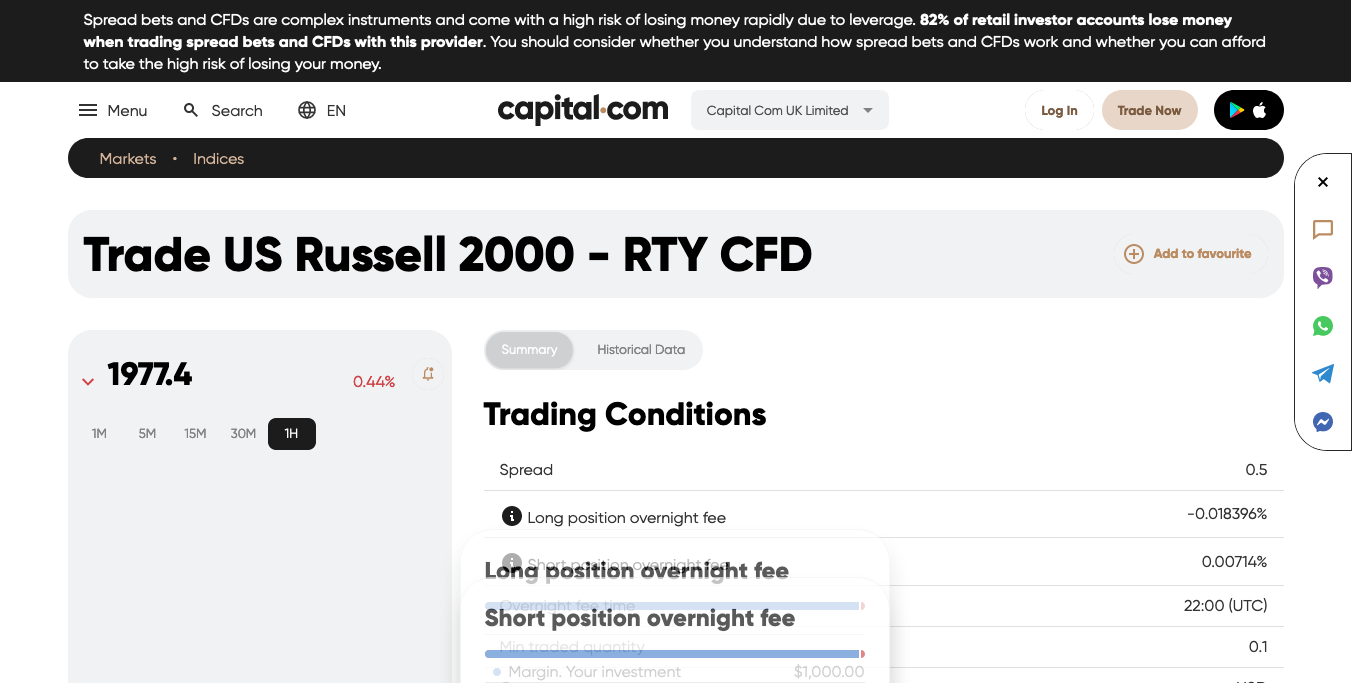 Spread bets and CFDs are complex instruments and come with a high risk of losing money rapidly due to leverage. 82% of retail investor accounts lose money
when trading spread bets and CFDs with this provider. You should consider whether you understand how spread bets and CFDs work and whether you can afford
to take the high risk of losing your money.
Menu Search EN capital.com Capital Com UK Limited Log In Trade Now
Markets • Indices
Trade US Russell 2000 - RTY CFD
Add to favourite
1977.4 0.44%
1M 5M 15M 30M 1H
Summary Historical Data
Trading Conditions
Spread 0.5
Long position overnight fee -0.018396%
Short position overnight fee 0.00714%
Long position overnight fee
Overnight fee time 22:00 (UTC)
Short position overnight fee
Min traded quantity 0.1
Margin. Your investment $1,000.00